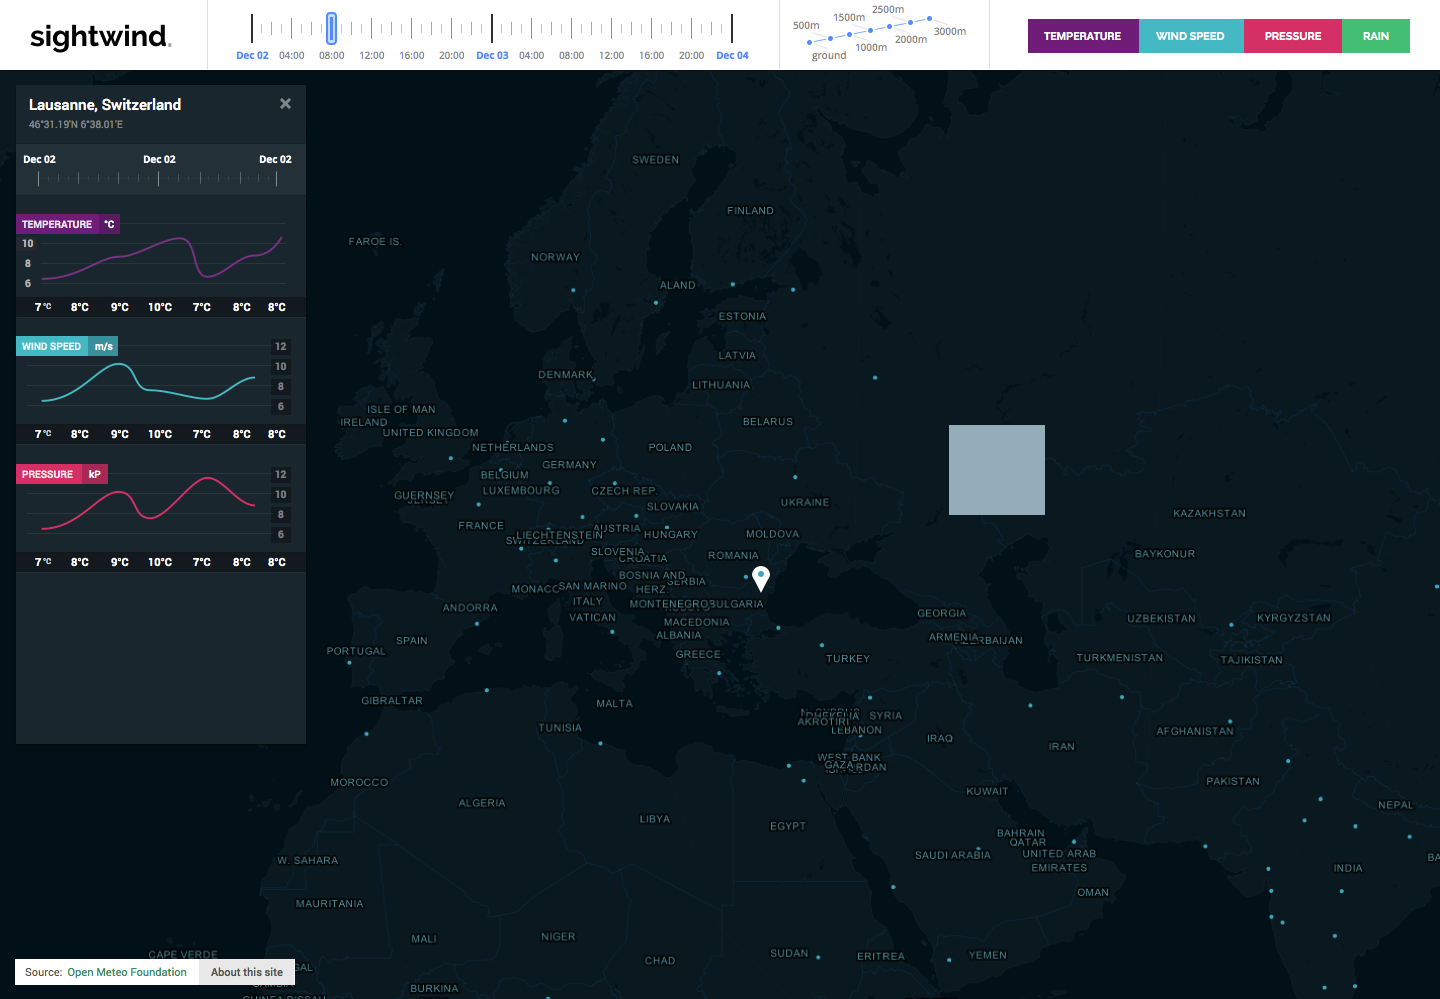 sightwind.
Dec 02 04:00 08:00 12:00 16:00 20:00 Dec 03 04:00 08:00 12:00 16:00 20:00 Dec 04
ground 500m 1000m 1500m 2000m 2500m 3000m
TEMPERATURE WIND SPEED PRESSURE RAIN
Lausanne, Switzerland
46°31.19'N 6°38.01'E
Dec 02 Dec 02 Dec 02
TEMPERATURE °C
10
8
6
7 °C 8°C 9°C 10°C 7°C 8°C 8°C
WIND SPEED m/s
12
10
8
6
7 °C 8°C 9°C 10°C 7°C 8°C 8°C
PRESSURE kP
12
10
8
6
7 °C 8°C 9°C 10°C 7°C 8°C 8°C
SWEDEN
FINLAND
FAROE IS.
NORWAY
ALAND
ESTONIA
LATVIA
DENMARK
LITHUANIA
ISLE OF MAN
IRELAND
UNITED KINGDOM
BELARUS
NETHERLANDS
POLAND
GERMANY
BELGIUM
LUXEMBOURG
CZECH REP.
GUERNSEY
JERSEY
SLOVAKIA
UKRAINE
KAZAKHSTAN
FRANCE
AUSTRIA
LIECHTENSTEIN
SWITZERLAND
HUNGARY
MOLDOVA
SLOVENIA
CROATIA
ROMANIA
BAYKONUR
BOSNIA AND
HERZ.
SERBIA
MONACO
SAN MARINO
ITALY
MONTENEGRO
KOSOVO
BULGARIA
ANDORRA
VATICAN
MACEDONIA
ALBANIA
GEORGIA
UZBEKISTAN
KYRGYZSTAN
SPAIN
PORTUGAL
GREECE
TURKEY
ARMENIA
AZERBAIJAN
TURKMENISTAN
TAJIKISTAN
GIBRALTAR
MALTA
TUNISIA
N. CYPRUS
DHEKELIA
AKROTIRI
SYRIA
LEBANON
IRAQ
IRAN
AFGHANISTAN
WEST BANK
GAZA
JORDAN
MOROCCO
ALGERIA
LIBYA
EGYPT
KUWAIT
PAKISTAN
NEPAL
BAHRAIN
QATAR
SAUDI ARABIA
UNITED ARAB
EMIRATES
W. SAHARA
INDIA
OMAN
MAURITANIA
MALI
NIGER
CHAD
SUDAN
ERITREA
YEMEN
CAPE VERDE
BURKINA
Source: Open Meteo Foundation About this site